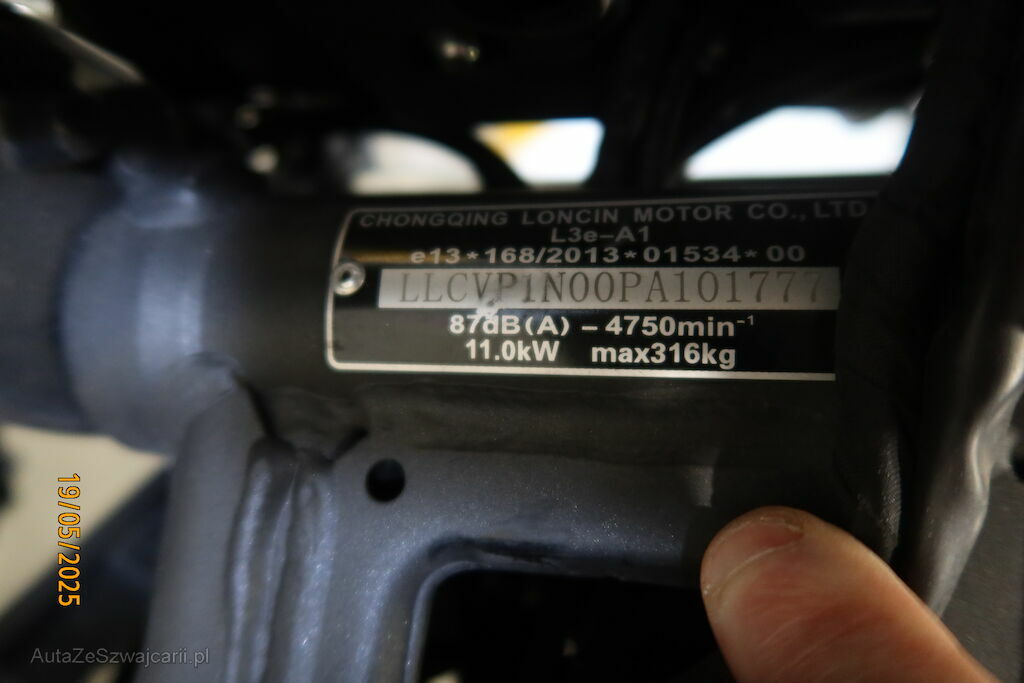 CHONGQING LONCIN MOTOR CO., LTD
L3e-A1
e13*168/2013*01534*00
LLCVP1N00PA101777
87dB(A) - 4750min⁻¹
11.0kW max316kg
19/05/2025
AutaZeSzwajcarii.pl